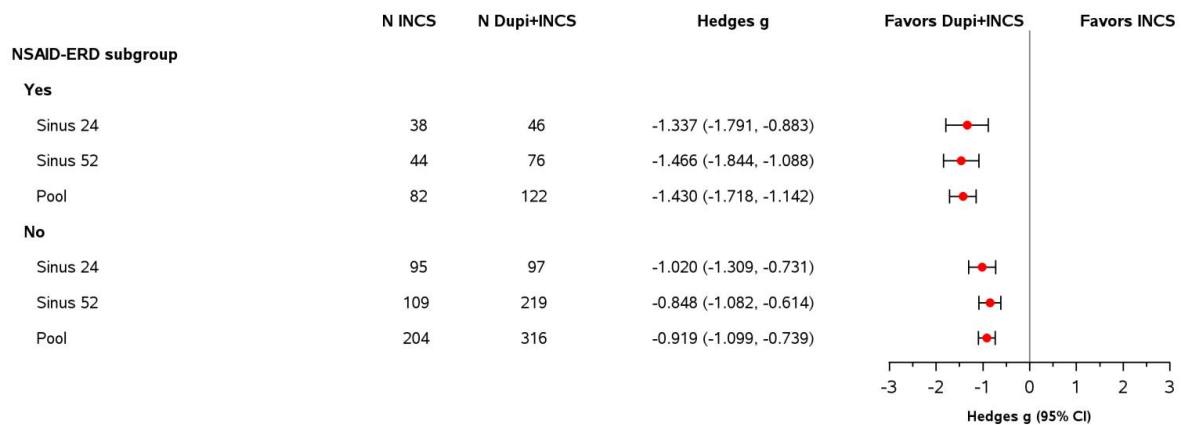 N INCS N Dupi+INCS Hedges g Favors Dupi+INCS Favors INCS
NSAID-ERD subgroup
Yes
Sinus 24 38 46 -1.337 (-1.791, -0.883)
Sinus 52 44 76 -1.466 (-1.844, -1.088)
Pool 82 122 -1.430 (-1.718, -1.142)
No
Sinus 24 95 97 -1.020 (-1.309, -0.731)
Sinus 52 109 219 -0.848 (-1.082, -0.614)
Pool 204 316 -0.919 (-1.099, -0.739)
-3 -2 -1 0 1 2 3
Hedges g (95% CI)